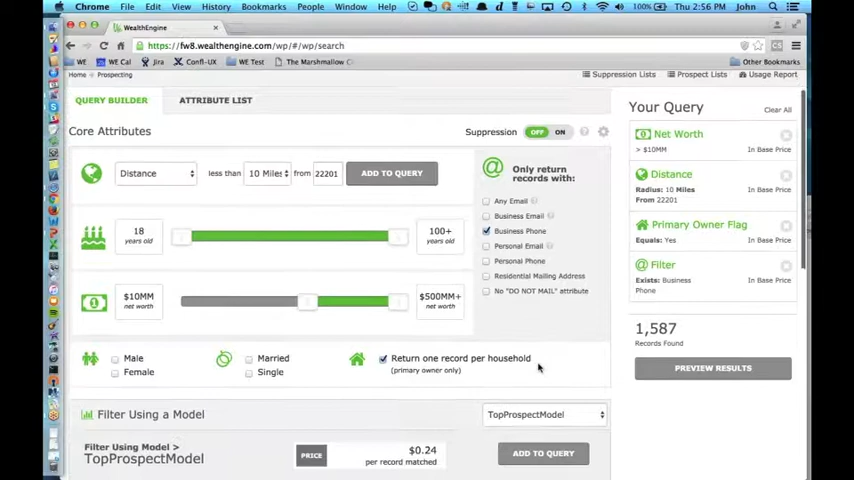 Chrome File Edit View History Bookmarks People Window Help 100% Thu 2:56 PM John
WealthEngine
https://fw8.wealthengine.com/wp/#/wp/search
WE WE Cal Jira Confl-UX WE Test The Marshmallow C Other Bookmarks
Home Prospecting Suppression Lists Prospect Lists Usage Report
QUERY BUILDER ATTRIBUTE LIST
Core Attributes
Suppression OFF ON
Distance less than 10 Miles from 22201 ADD TO QUERY
18
years old
100+
years old
$10MM
net worth
$500MM+
net worth
Only return
records with:
Any Email
Business Email
Business Phone
Personal Email
Personal Phone
Residential Mailing Address
No "DO NOT MAIL" attribute
Male
Female
Married
Single
Return one record per household
(primary owner only)
Filter Using a Model
TopProspectModel
Filter Using Model >
TopProspectModel
PRICE
$0.24
per record matched
ADD TO QUERY
Your Query
Clear All
Net Worth
> $10MM In Base Price
Distance
Radius: 10 Miles In Base Price
From 22201
Primary Owner Flag
Equals: Yes In Base Price
Filter
Exists: Business In Base Price
Phone
1,587
Records Found
PREVIEW RESULTS